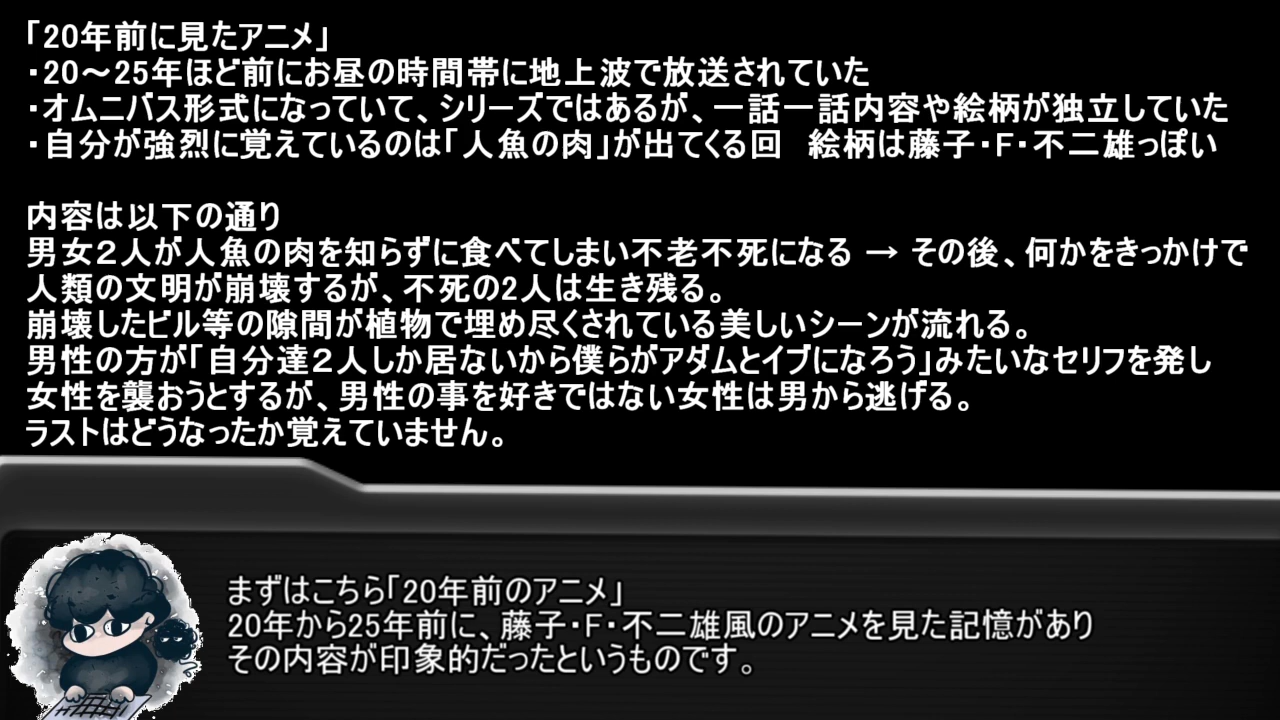 「20年前に見たアニメ」
・20～25年ほど前にお昼の時間帯に地上波で放送されていた
・オムニバス形式になっていて、シリーズではあるが、一話一話内容や絵柄が独立していた
・自分が強烈に覚えているのは「人魚の肉」が出てくる回　絵柄は藤子・F・不二雄っぽい
内容は以下の通り
男女２人が人魚の肉を知らずに食べてしまい不老不死になる → その後、何かをきっかけで
人類の文明が崩壊するが、不死の2人は生き残る。
崩壊したビル等の隙間が植物で埋め尽くされている美しいシーンが流れる。
男性の方が「自分達２人しか居ないから僕らがアダムとイブになろう」みたいなセリフを発し
女性を襲おうとするが、男性の事を好きではない女性は男から逃げる。
ラストはどうなったか覚えていません。
まずはこちら「20年前のアニメ」
20年から25年前に、藤子・F・不二雄風のアニメを見た記憶があり
その内容が印象的だったというものです。